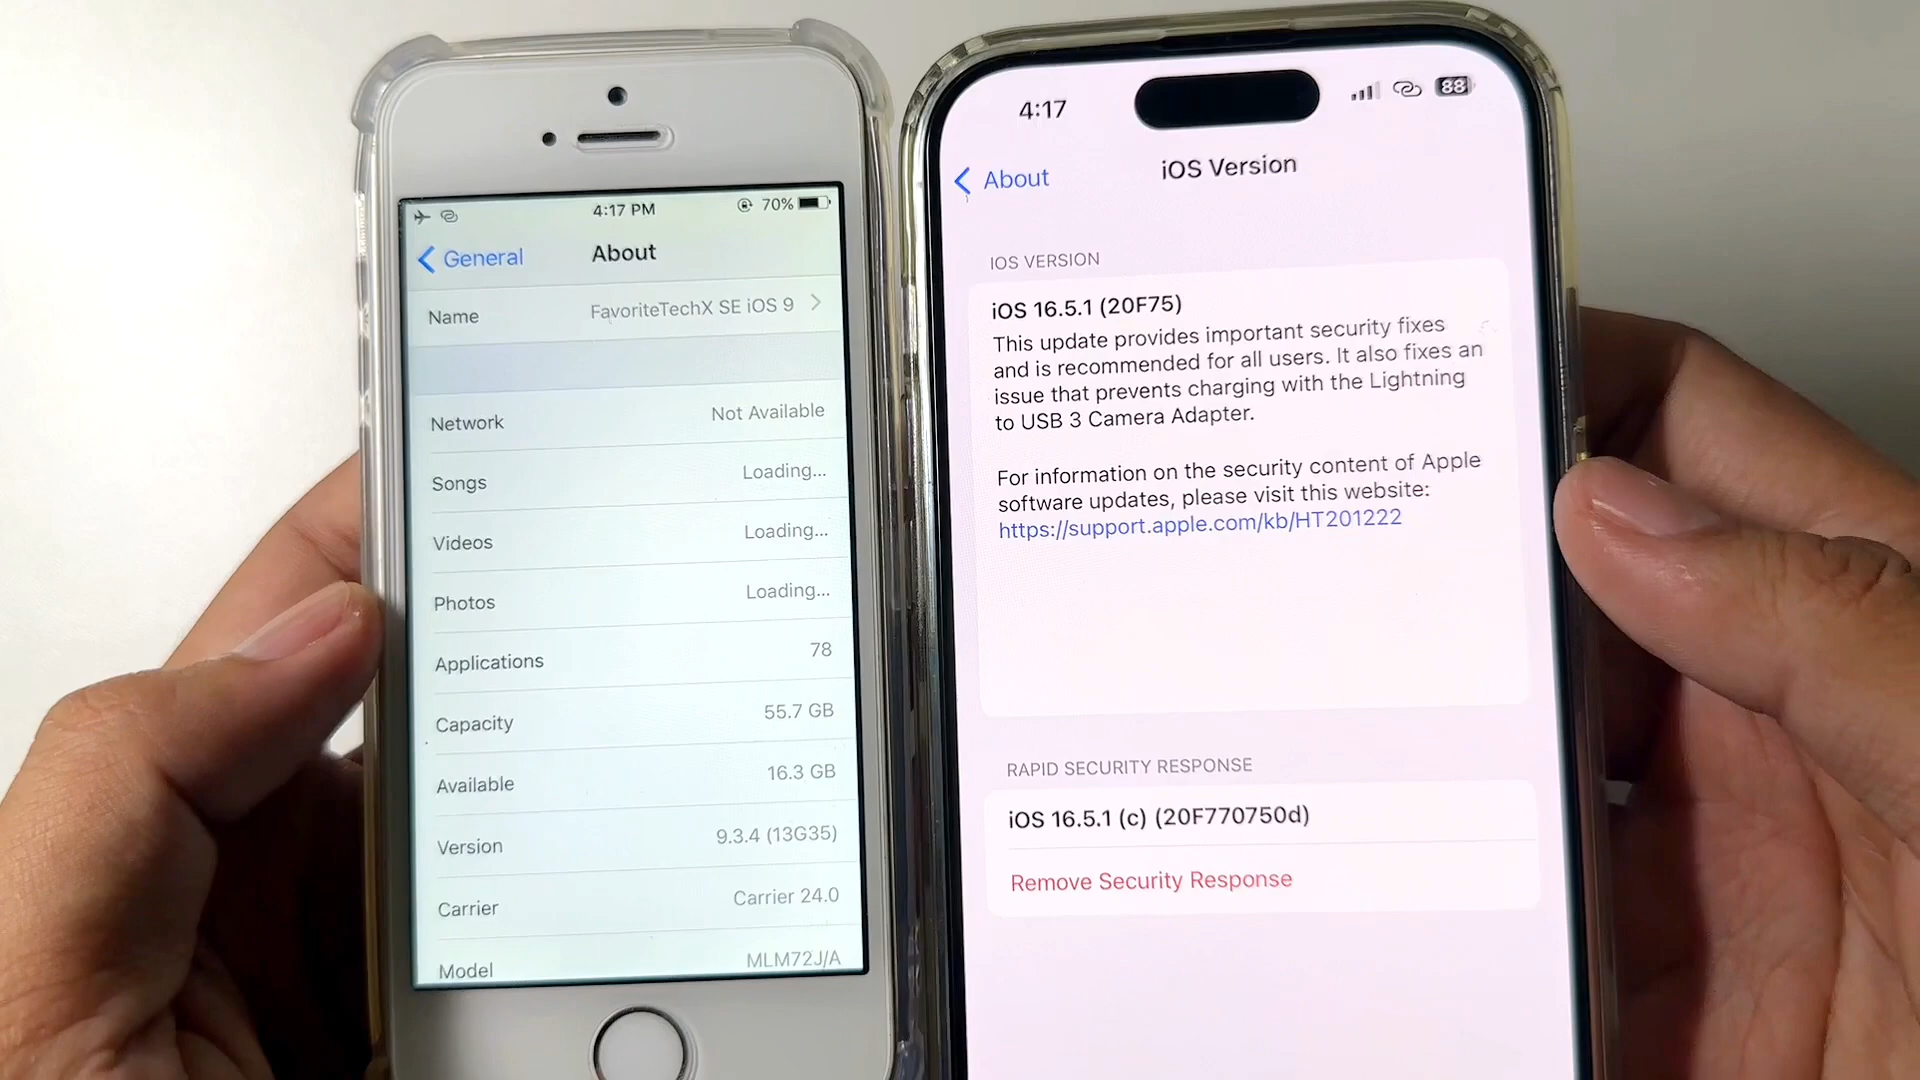 4:17 PM
70%
General
About
Name
FavoriteTechX SE iOS 9
Network
Not Available
Songs
Loading...
Videos
Loading...
Photos
Loading...
Applications
78
Capacity
55.7 GB
Available
16.3 GB
Version
9.3.4 (13G35)
Carrier
Carrier 24.0
Model
MLM72J/A
4:17
88
About
iOS Version
IOS VERSION
iOS 16.5.1 (20F75)
This update provides important security fixes
and is recommended for all users. It also fixes an
issue that prevents charging with the Lightning
to USB 3 Camera Adapter.
For information on the security content of Apple
software updates, please visit this website:
https://support.apple.com/kb/HT201222
RAPID SECURITY RESPONSE
iOS 16.5.1 (c) (20F770750d)
Remove Security Response